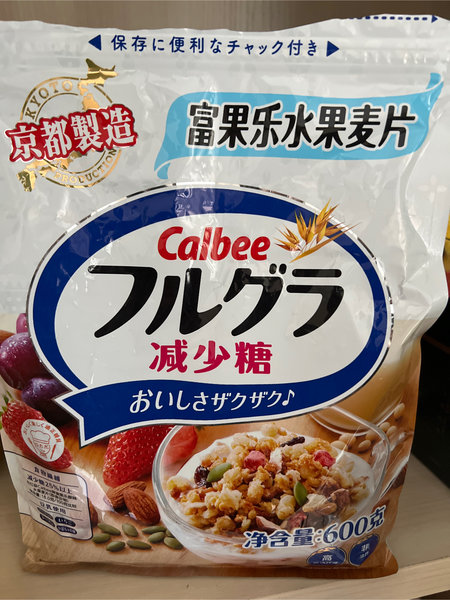 ◀ 保存に便利なチャック付き ▶
KYOTO
京都製造
PRODUCTION
富果乐水果麦片
Calbee
フルグラ
减少糖
おいしさザクザク♪
净含量:600克